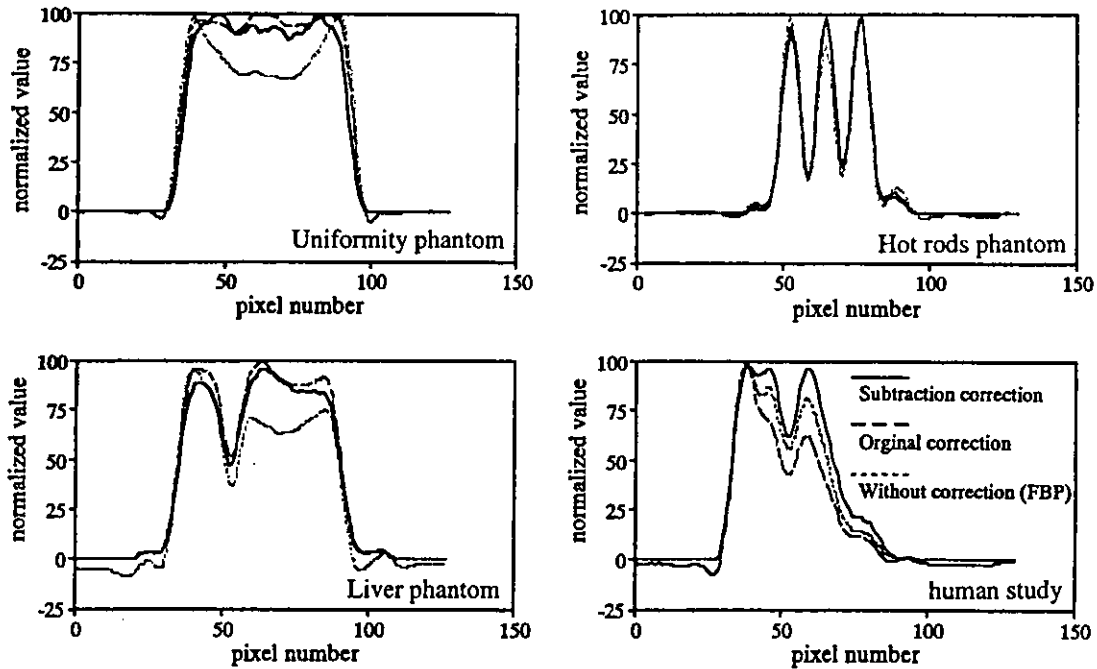 100
75
50
25
0
-25
normalized value
0 50 100 150
pixel number
Uniformity phantom
100
75
50
25
0
-25
normalized value
0 50 100 150
pixel number
Hot rods phantom
100
75
50
25
0
-25
normalized value
0 50 100 150
pixel number
Liver phantom
100
75
50
25
0
-25
normalized value
0 50 100 150
pixel number
Subtraction correction
Orginal correction
Without correction (FBP)
human study